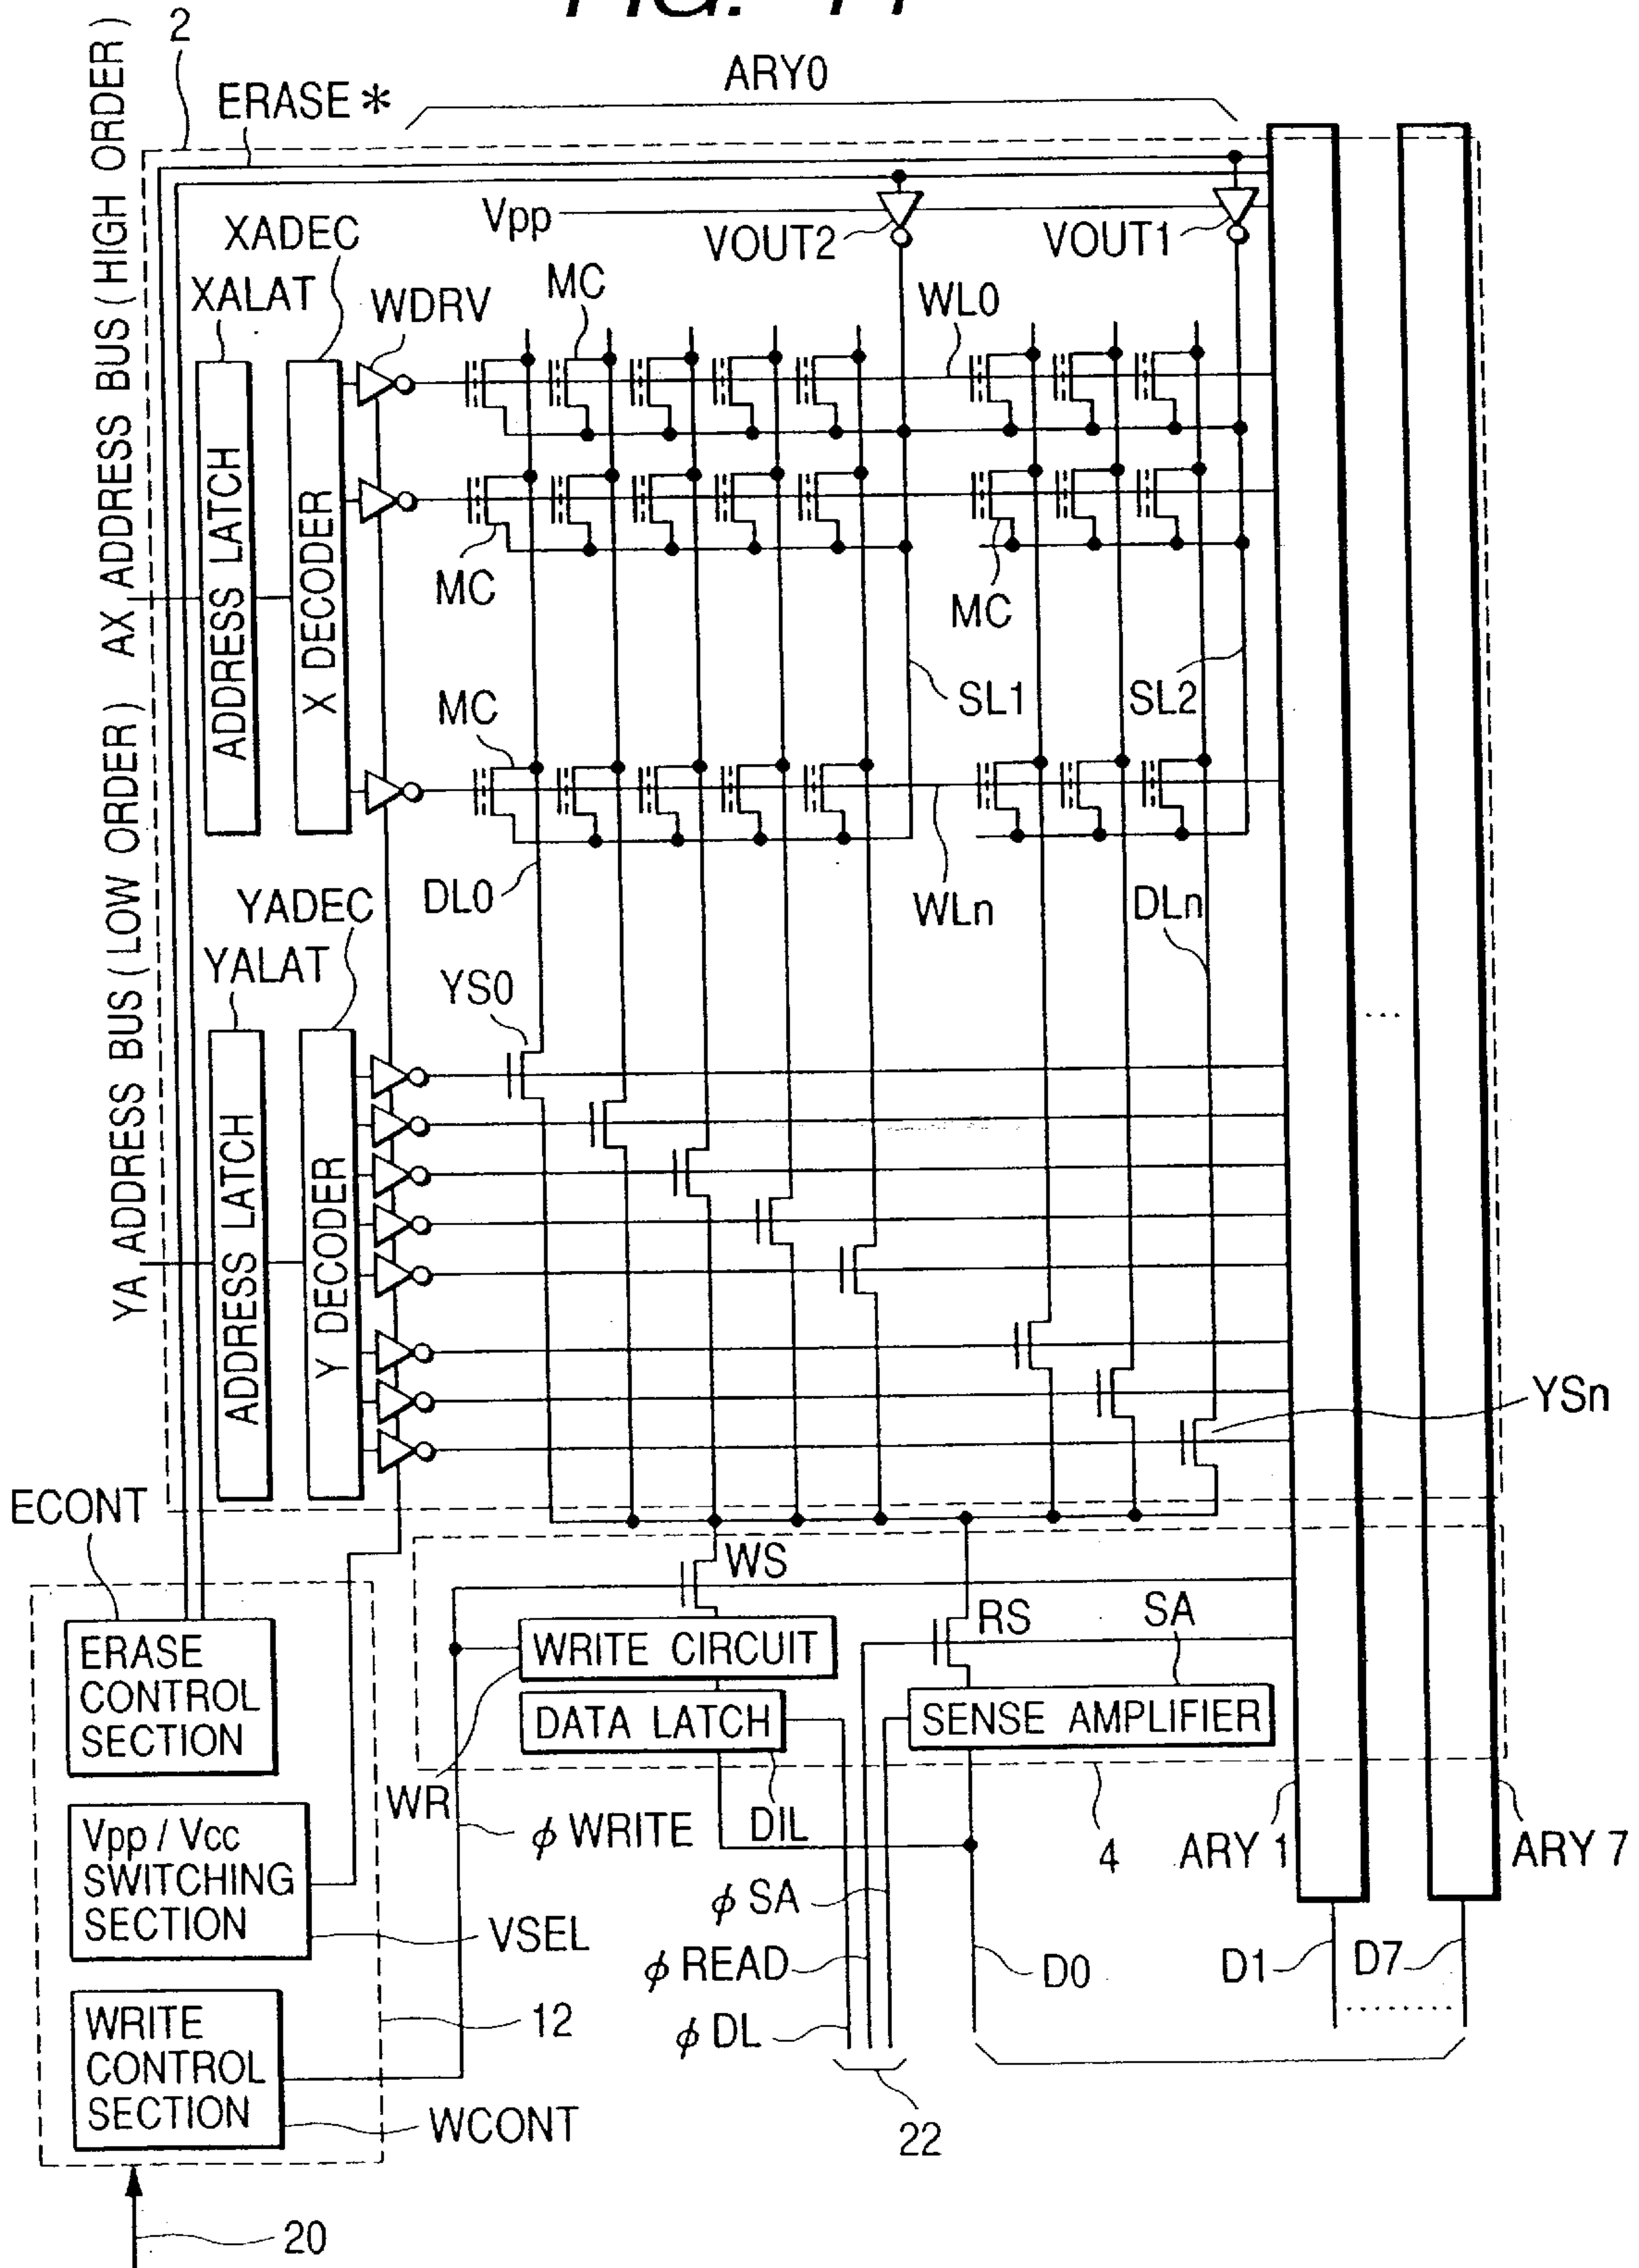 2
ARY0
ERASE *
AX ADDRESS BUS (HIGH ORDER)
YA ADDRESS BUS (LOW ORDER)
Vpp
VOUT2
VOUT1
XADEC
XALAT
WDRV
MC
WL0
ADDRESS LATCH
X DECODER
MC
MC
MC
SL1
SL2
DL0
WLn
DLn
YADEC
YALAT
YS0
...
ADDRESS LATCH
Y DECODER
YSn
ECONT
WS
RS
SA
ERASE
CONTROL
SECTION
WRITE CIRCUIT
DATA LATCH
SENSE AMPLIFIER
WR
ϕ WRITE
DIL
4
ARY 1
ARY 7
Vpp / Vcc
SWITCHING
SECTION
VSEL
ϕ SA
ϕ READ
ϕ DL
D0
D1
D7
........
WRITE
CONTROL
SECTION
12
WCONT
22
20